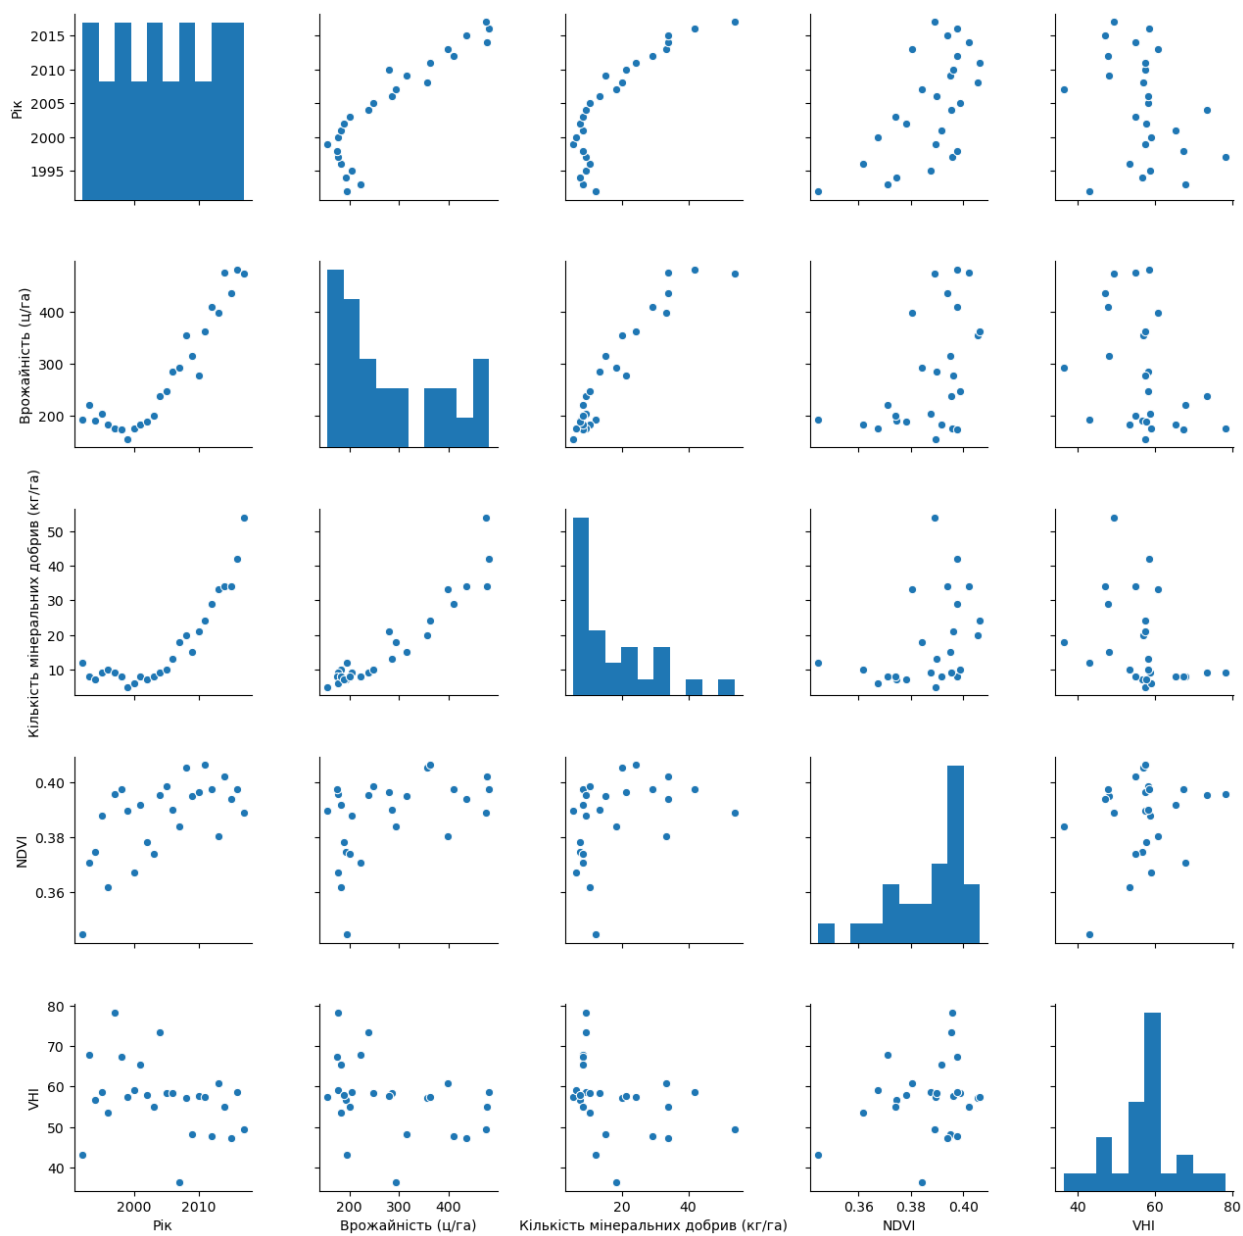 2015
2010
2005
2000
1995
Рік
400
300
200
Врожайність (ц/га)
50
40
30
20
10
Кількість мінеральних добрив (кг/га)
0.40
0.38
0.36
NDVI
80
70
60
50
40
VHI
2000 2010
Рік
200 300 400
Врожайність (ц/га)
20 40
Кількість мінеральних добрив (кг/га)
0.36 0.38 0.40
NDVI
40 60 80
VHI